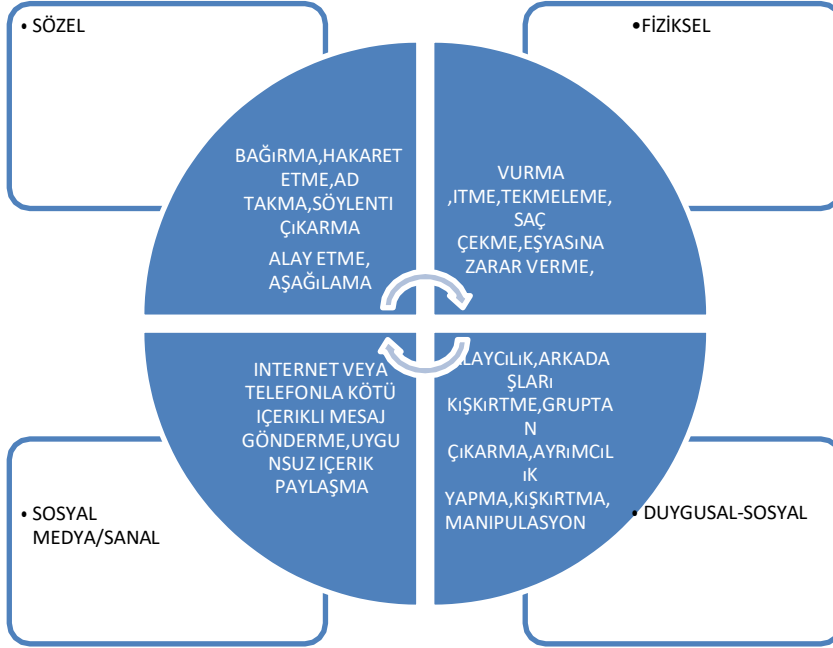 • SÖZEL
BAĞıRMA,HAKARET
ETME,AD
TAKMA,SÖYLENTI
ÇıKARMA
ALAY ETME,
AŞAĞıLAMA
•FİZİKSEL
VURMA
,ITME,TEKMELEME,
SAÇ
ÇEKME,EŞYASıNA
ZARAR VERME,
INTERNET VEYA
TELEFONLA KÖTÜ
IÇERIKLI MESAJ
GÖNDERME,UYGU
NSUZ IÇERIK
PAYLAŞMA
• SOSYAL
MEDYA/SANAL
LAYCıLıK,ARKADA
ŞLARı
KıŞKıRTME,GRUPTA
N
ÇıKARMA,AYRıMCıL
ıK
YAPMA,KıŞKıRTMA,
MANIPULASYON
• DUYGUSAL-SOSYAL